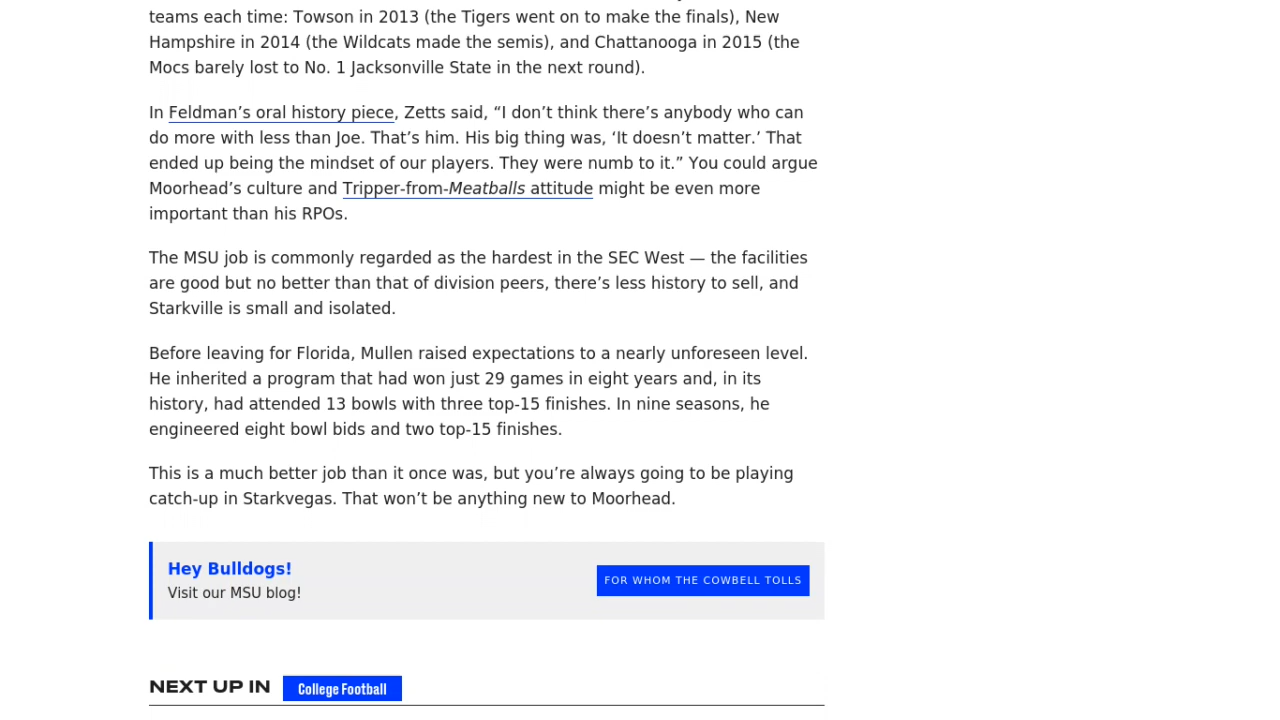 teams each time: Towson in 2013 (the Tigers went on to make the finals), New
Hampshire in 2014 (the Wildcats made the semis), and Chattanooga in 2015 (the
Mocs barely lost to No. 1 Jacksonville State in the next round).
In Feldman’s oral history piece, Zetts said, “I don’t think there’s anybody who can
do more with less than Joe. That’s him. His big thing was, ‘It doesn’t matter.’ That
ended up being the mindset of our players. They were numb to it.” You could argue
Moorhead’s culture and Tripper-from-Meatballs attitude might be even more
important than his RPOs.
The MSU job is commonly regarded as the hardest in the SEC West — the facilities
are good but no better than that of division peers, there’s less history to sell, and
Starkville is small and isolated.
Before leaving for Florida, Mullen raised expectations to a nearly unforeseen level.
He inherited a program that had won just 29 games in eight years and, in its
history, had attended 13 bowls with three top-15 finishes. In nine seasons, he
engineered eight bowl bids and two top-15 finishes.
This is a much better job than it once was, but you’re always going to be playing
catch-up in Starkvegas. That won’t be anything new to Moorhead.
Hey Bulldogs!
Visit our MSU blog!
FOR WHOM THE COWBELL TOLLS
NEXT UP IN College Football